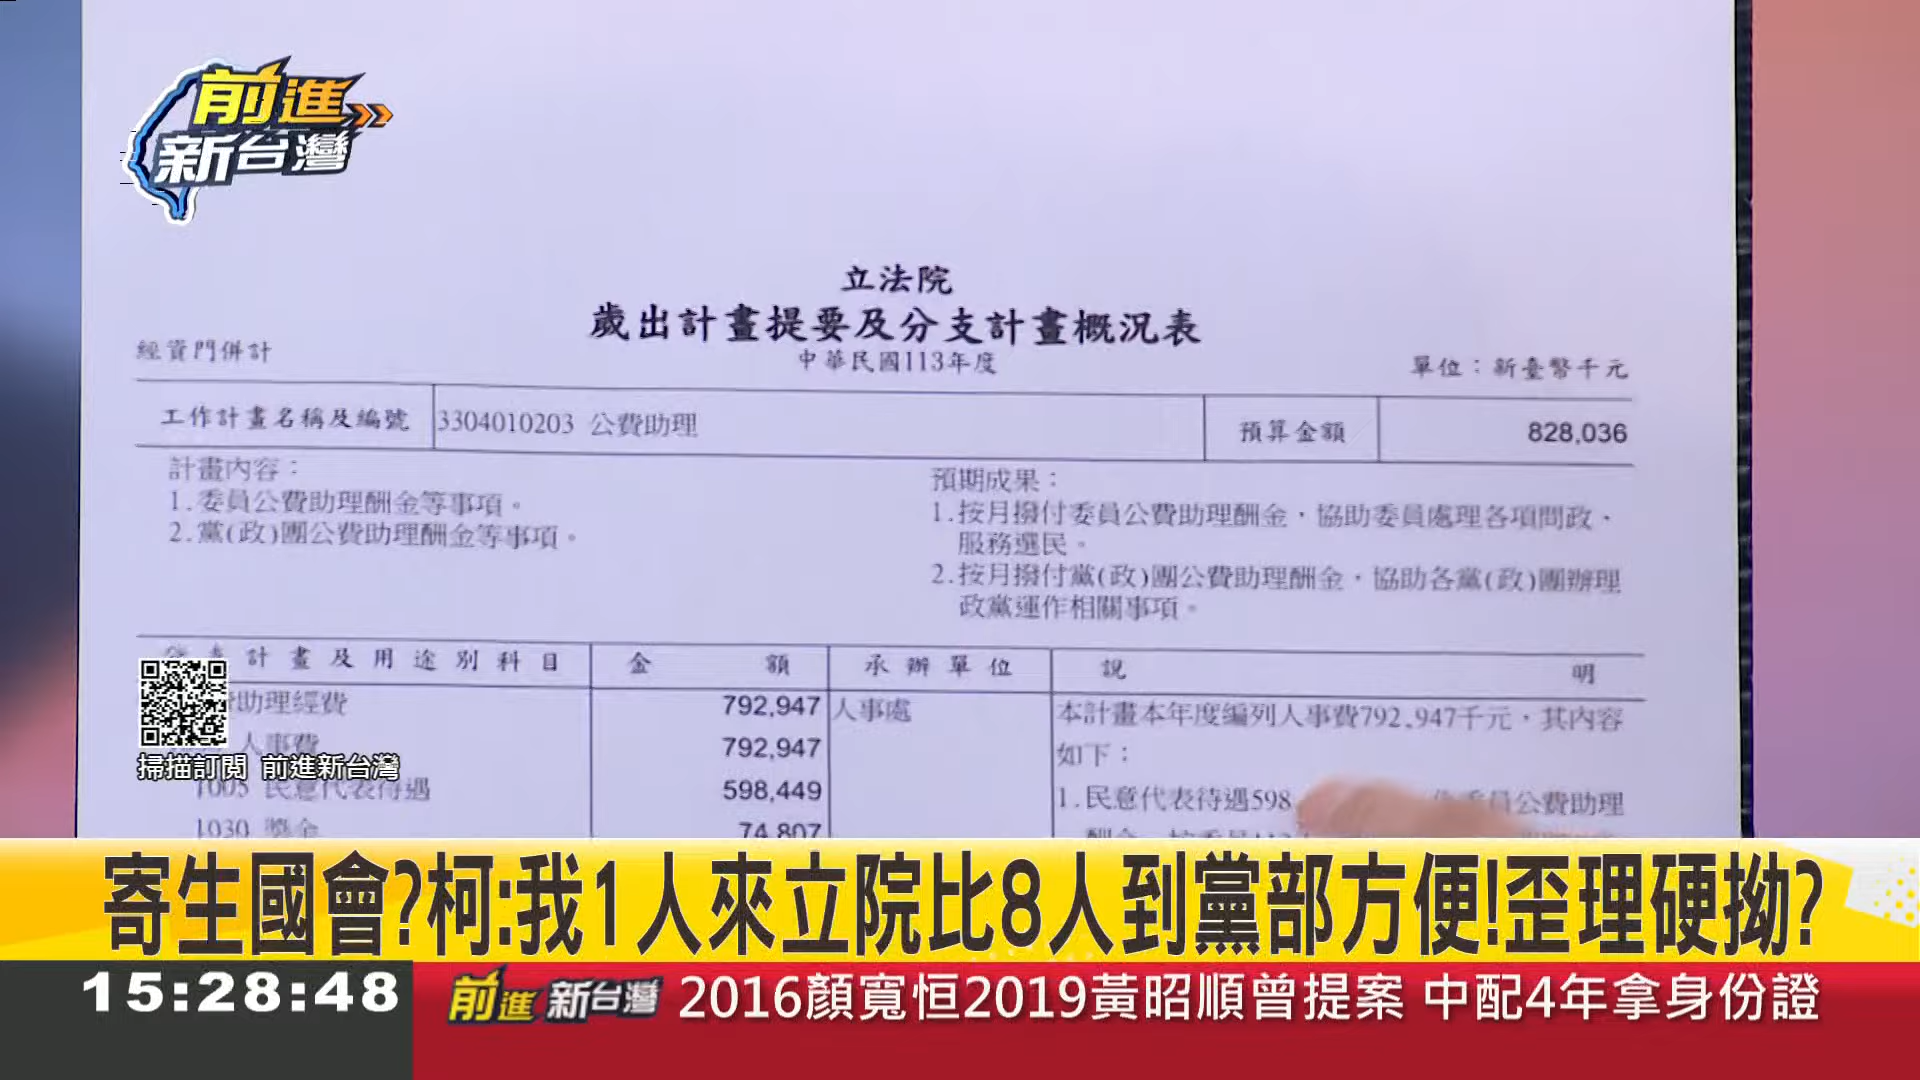 前進
新台灣
立法院
歲出計畫提要及分支計畫概況表
經資門併計
中華民國113年度
單位：新臺幣千元
工作計畫名稱及編號
3304010203 公費助理
預算金額
828,036
計畫內容：
1.委員公費助理酬金等事項。
2.黨(政)團公費助理酬金等事項。
預期成果：
1.按月撥付委員公費助理酬金，協助委員處理各項問政、
服務選民。
2.按月撥付黨(政)團公費助理酬金，協助各黨(政)團辦理
政黨運作相關事項。
計畫及用途別科目
金額
承辦單位
說明
助理經費
792,947
人事處
本計畫本年度編列人事費792,947千元，其內容
如下：
人事費
792,947
1005 民意代表待遇
598,449
1.民意代表待遇598
委員公費助理
1030 獎金
74,807
掃描訂閱 前進新台灣
寄生國會?柯:我1人來立院比8人到黨部方便!歪理硬拗?
15:28:48
前進新台灣
2016顏寬恒2019黃昭順曾提案 中配4年拿身份證